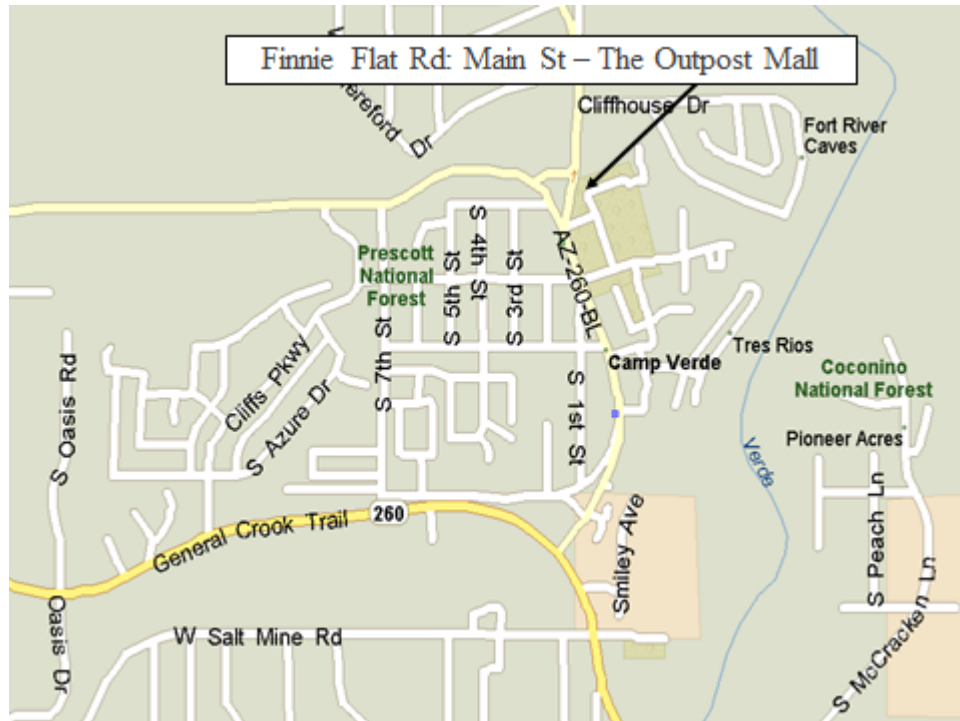 Finnie Flat Rd: Main St – The Outpost Mall
Hereford Dr
Cliffhouse Dr
Fort River
Caves
Prescott
National
Forest
S 5th St
S 4th St
S 3rd St
AZ-260-BL
S 7th St
Cliffs Pkwy
S Azure Dr
S Oasis Rd
Camp Verde
Tres Rios
S 1st St
Coconino
National Forest
Pioneer Acres
Verde
S Peach Ln
S McCracken Ln
General Crook Trail
260
Smiley Ave
Oasis Dr
W Salt Mine Rd